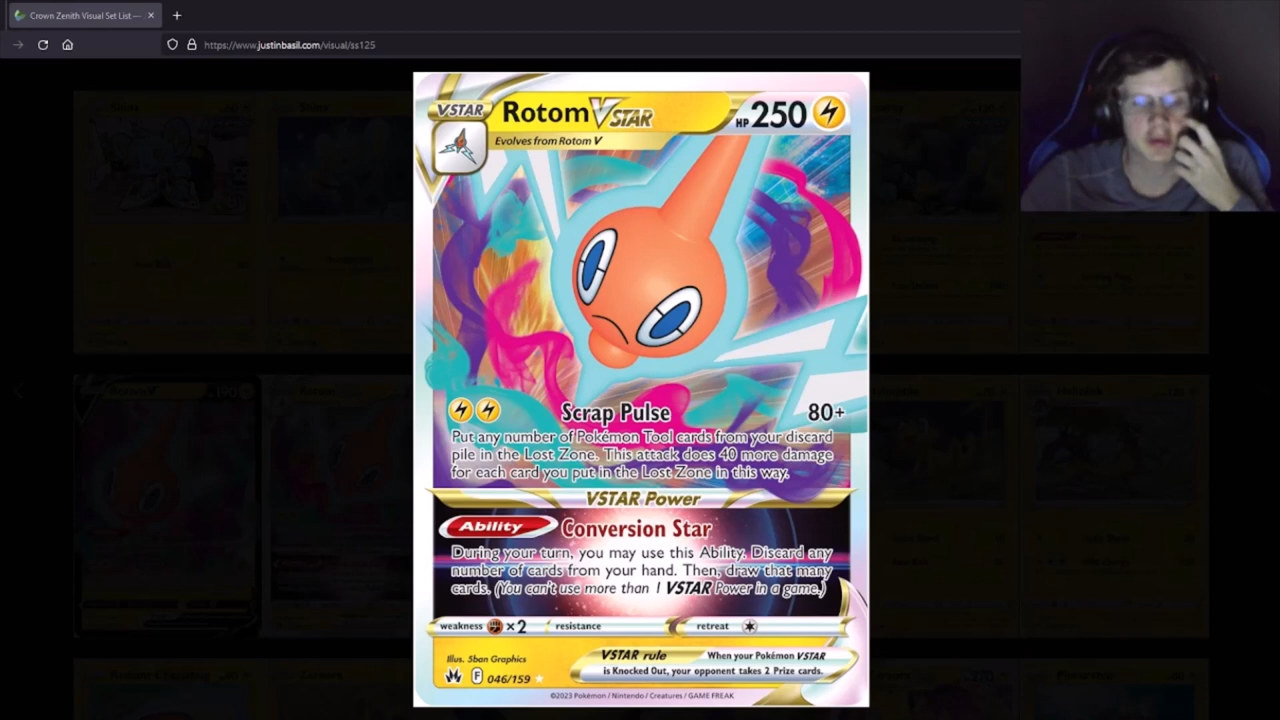 Crown Zenith Visual Set List —
https://www.justinbasil.com/visual/ss125
VSTAR
Rotom VSTAR
HP 250
Evolves from Rotom V
Scrap Pulse 80+
Put any number of Pokémon Tool cards from your discard
pile in the Lost Zone. This attack does 40 more damage
for each card you put in the Lost Zone in this way.
VSTAR Power
Ability Conversion Star
During your turn, you may use this Ability. Discard any
number of cards from your hand. Then, draw that many
cards. (You can't use more than 1 VSTAR Power in a game.)
weakness ×2 resistance retreat
VSTAR rule When your Pokémon VSTAR
is Knocked Out, your opponent takes 2 Prize cards.
Illus. 5ban Graphics
F 046/159
©2023 Pokémon / Nintendo / Creatures / GAME FREAK